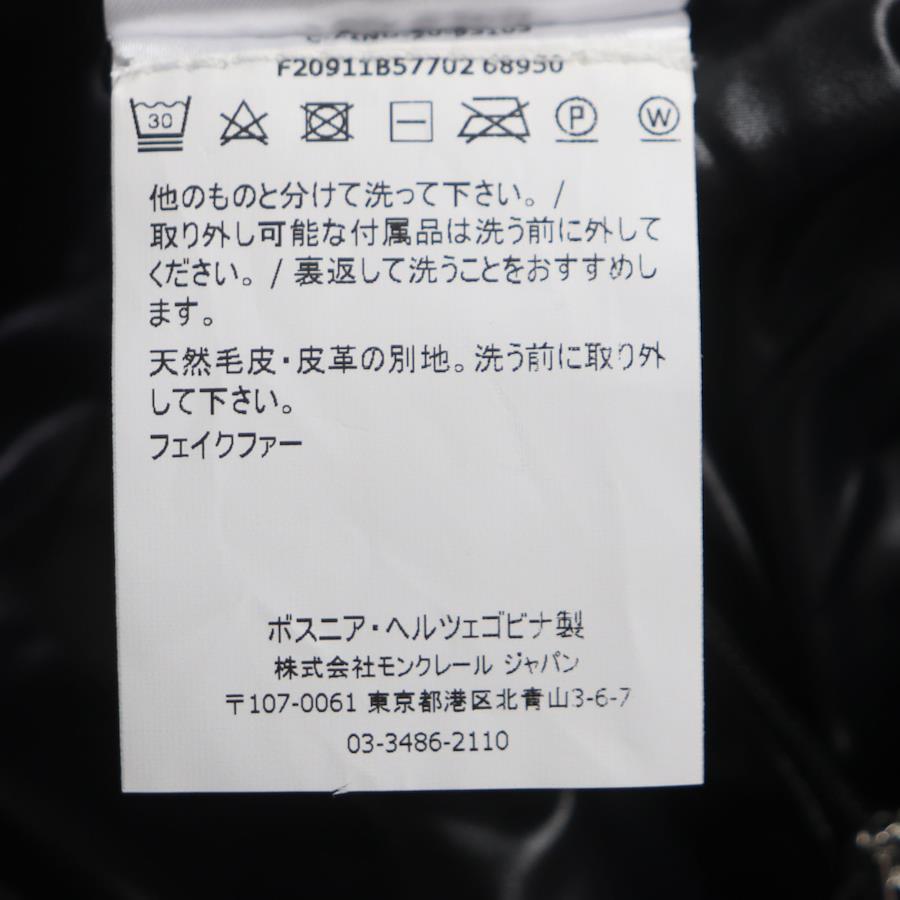 F20911B57702 68950
30
P
W
他のものと分けて洗って下さい。/
取り外し可能な付属品は洗う前に外して
ください。/ 裏返して洗うことをおすすめし
ます。
天然毛皮・皮革の別地。洗う前に取り外
して下さい。
フェイクファー
ボスニア・ヘルツェゴビナ製
株式会社モンクレール ジャパン
〒107-0061 東京都港区北青山3-6-7
03-3486-2110